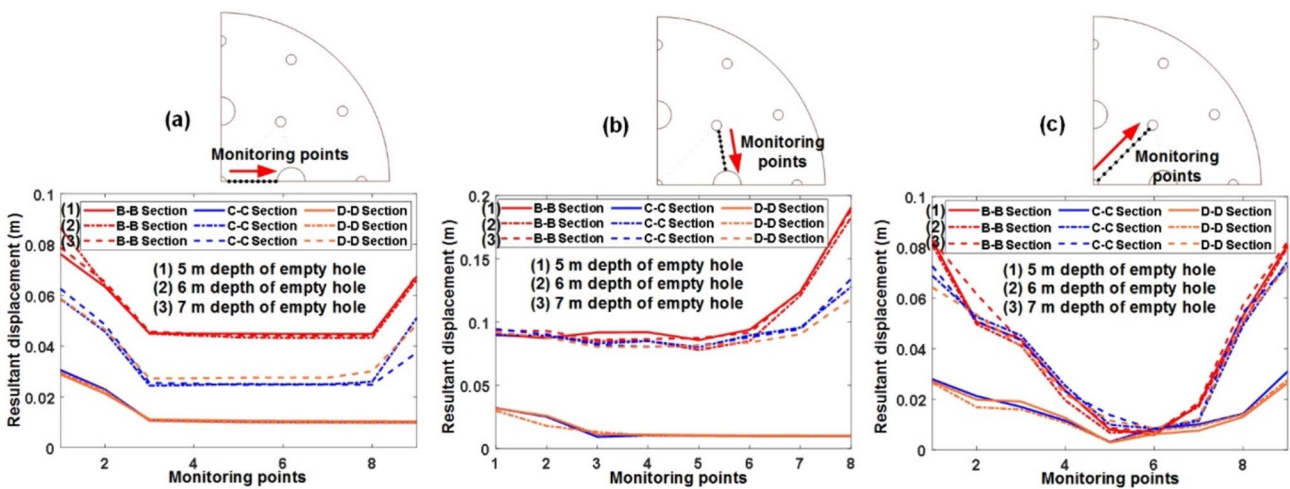 (a)
Monitoring points
0.1
0.08
0.06
0.04
0.02
0
Resultant displacement (m)
(1) B-B Section C-C Section D-D Section
(2) B-B Section C-C Section D-D Section
(3) B-B Section C-C Section D-D Section
(1) 5 m depth of empty hole
(2) 6 m depth of empty hole
(3) 7 m depth of empty hole
2 4 6 8
Monitoring points
(b)
Monitoring
points
0.2
0.15
0.1
0.05
0
Resultant displacement (m)
(1) B-B Section C-C Section D-D Section
(2) B-B Section C-C Section D-D Section
(3) B-B Section C-C Section D-D Section
(1) 5 m depth of empty hole
(2) 6 m depth of empty hole
(3) 7 m depth of empty hole
1 2 3 4 5 6 7 8
Monitoring points
(c)
Monitoring
points
0.1
0.08
0.06
0.04
0.02
0
Resultant displacement (m)
(1) B-B Section C-C Section D-D Section
(2) B-B Section C-C Section D-D Section
(3) B-B Section C-C Section D-D Section
(1) 5 m depth of empty hole
(2) 6 m depth of empty hole
(3) 7 m depth of empty hole
2 4 6 8
Monitoring points